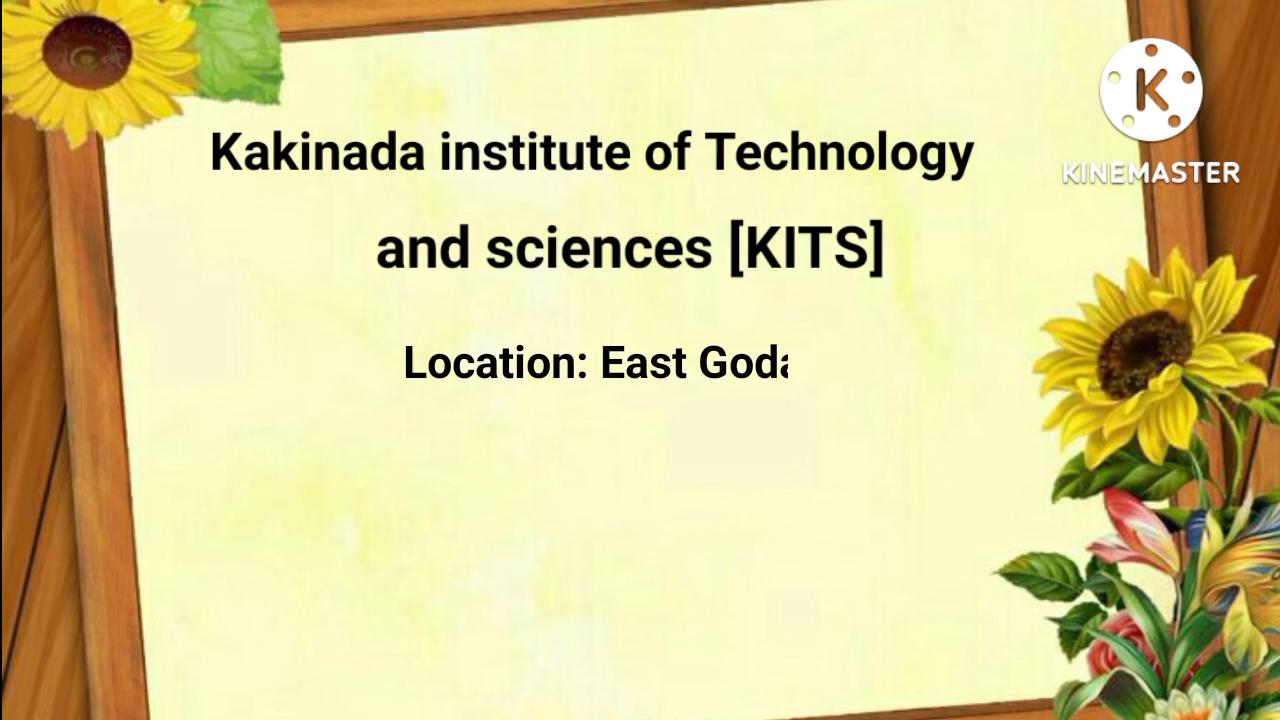 Kakinada institute of Technology
and sciences [KITS]
Location: East
K
KINEMASTER